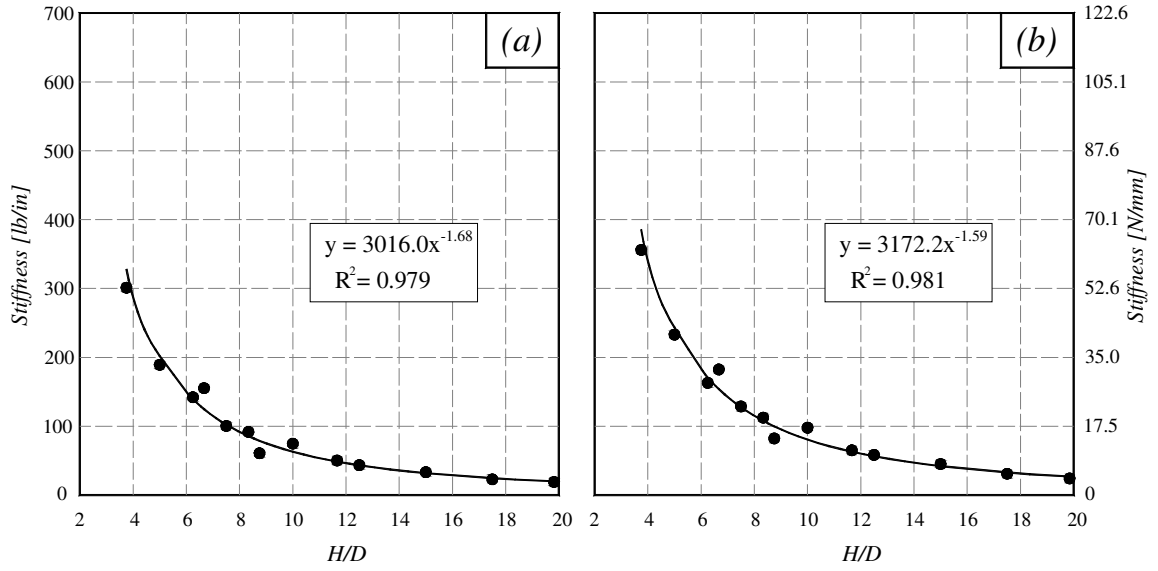 700
600
500
400
300
200
100
0
Stiffness [lb/in]
(a)
y = 3016.0x^-1.68
R^2 = 0.979
2 4 6 8 10 12 14 16 18 20
H/D
(b)
y = 3172.2x^-1.59
R^2 = 0.981
2 4 6 8 10 12 14 16 18 20
H/D
122.6
105.1
87.6
70.1
52.6
35.0
17.5
0
Stiffness [N/mm]